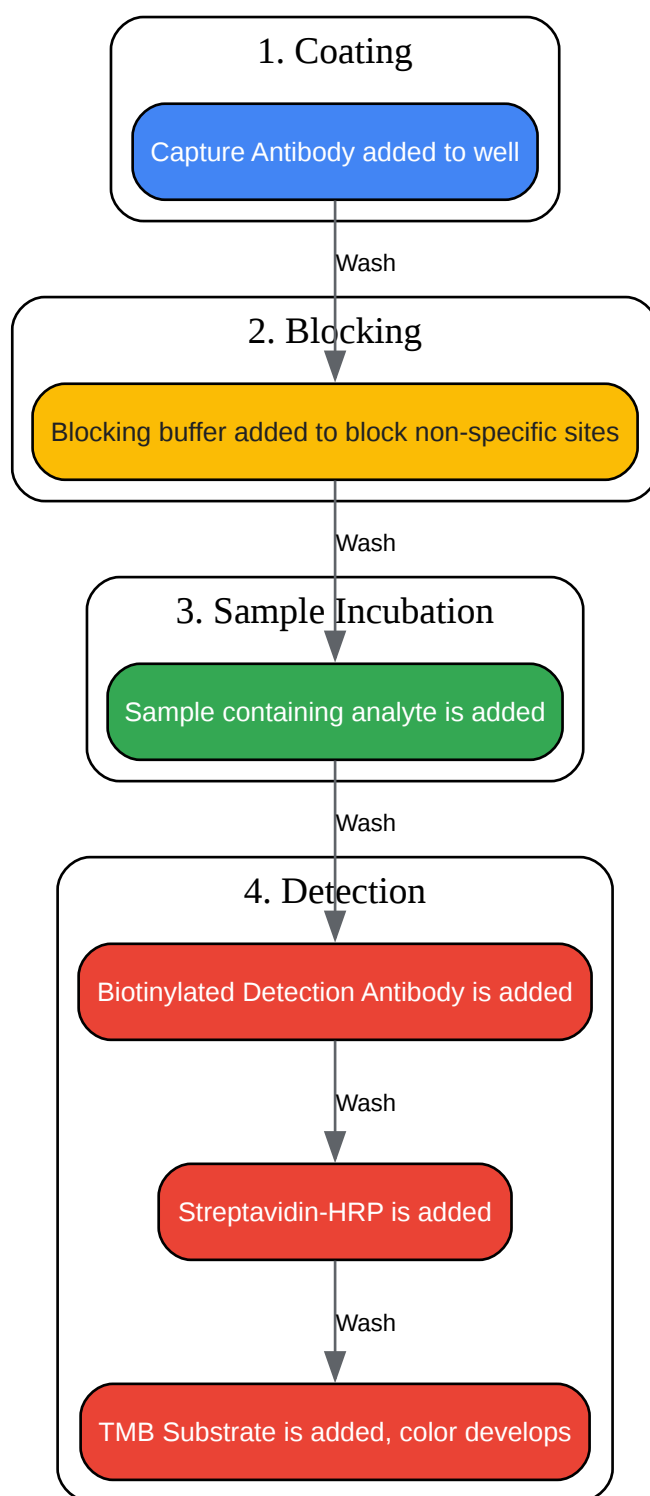 1. Coating
Capture Antibody added to well
Wash
2. Blocking
Blocking buffer added to block non-specific sites
Wash
3. Sample Incubation
Sample containing analyte is added
Wash
4. Detection
Biotinylated Detection Antibody is added
Wash
Streptavidin-HRP is added
Wash
TMB Substrate is added, color develops